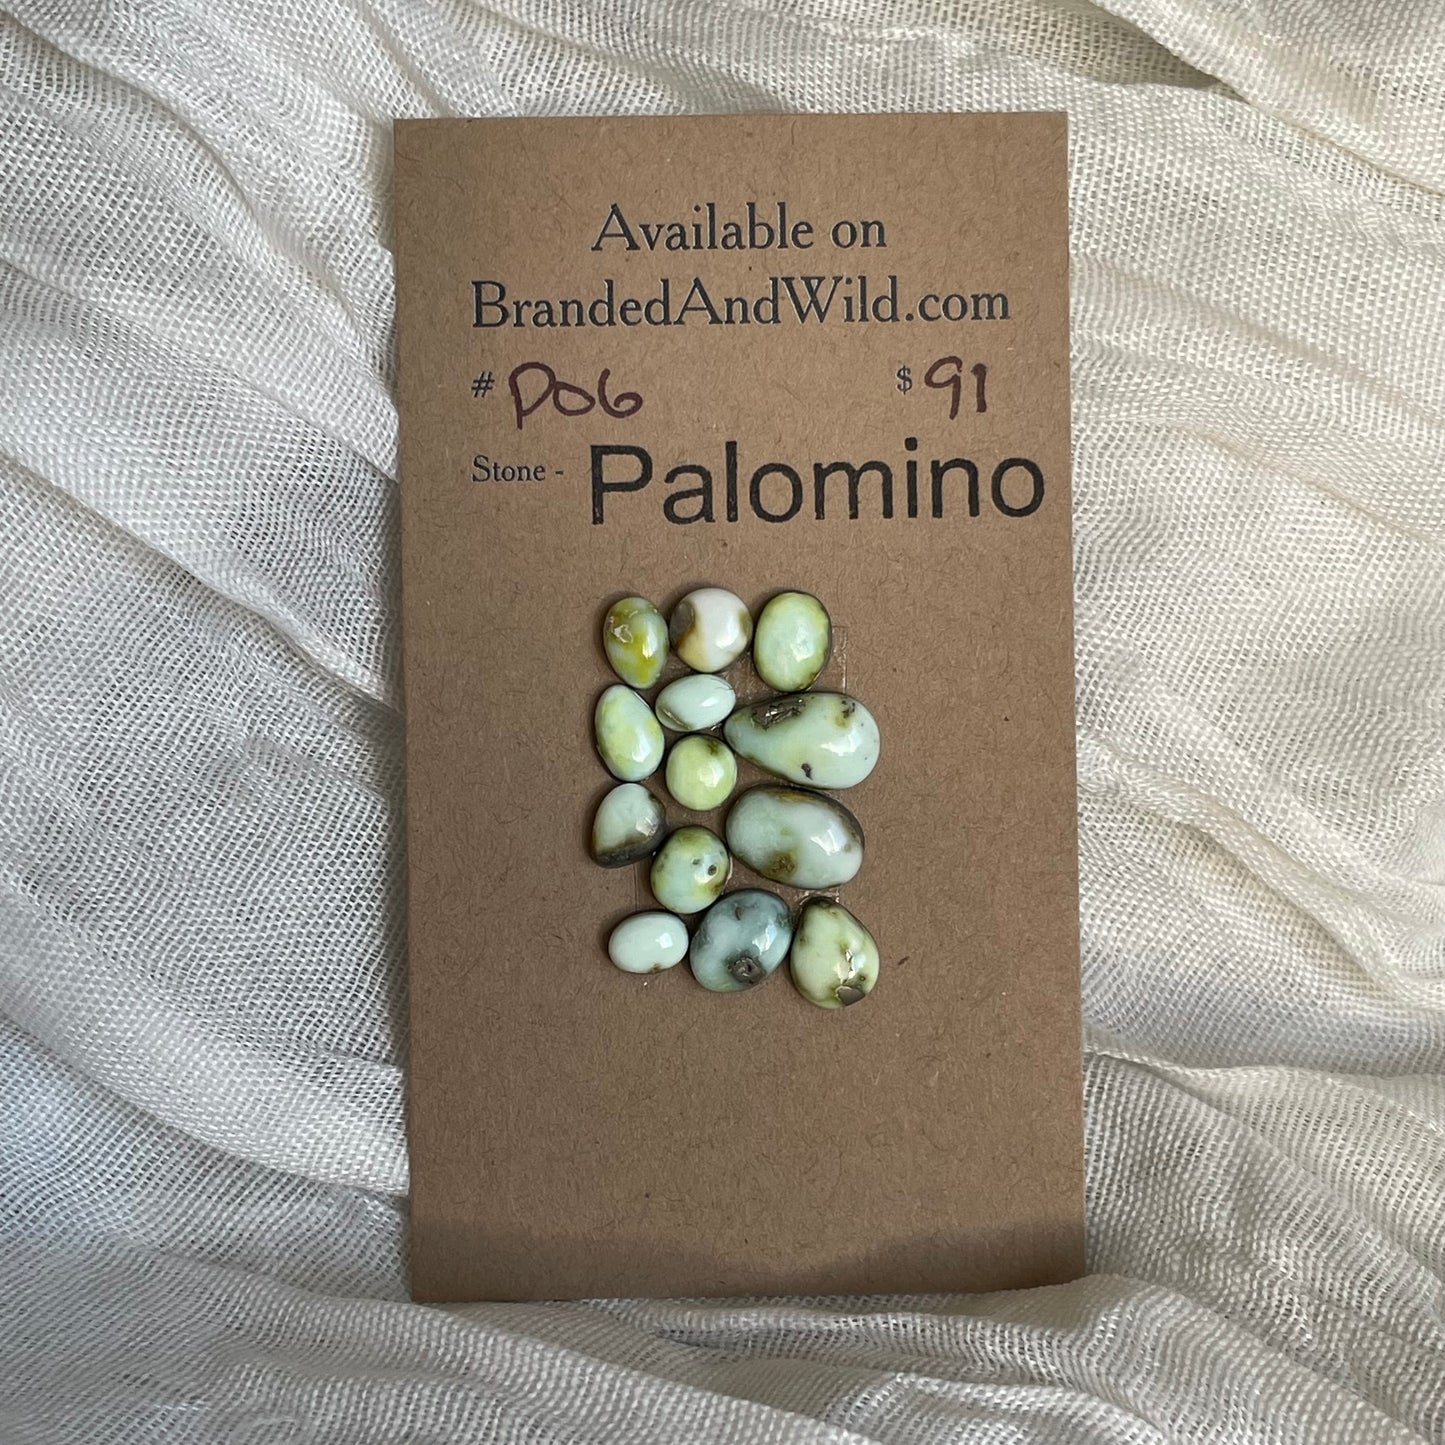 Available on
BrandedAndWild.com
# P06 $ 91
Stone - Palomino